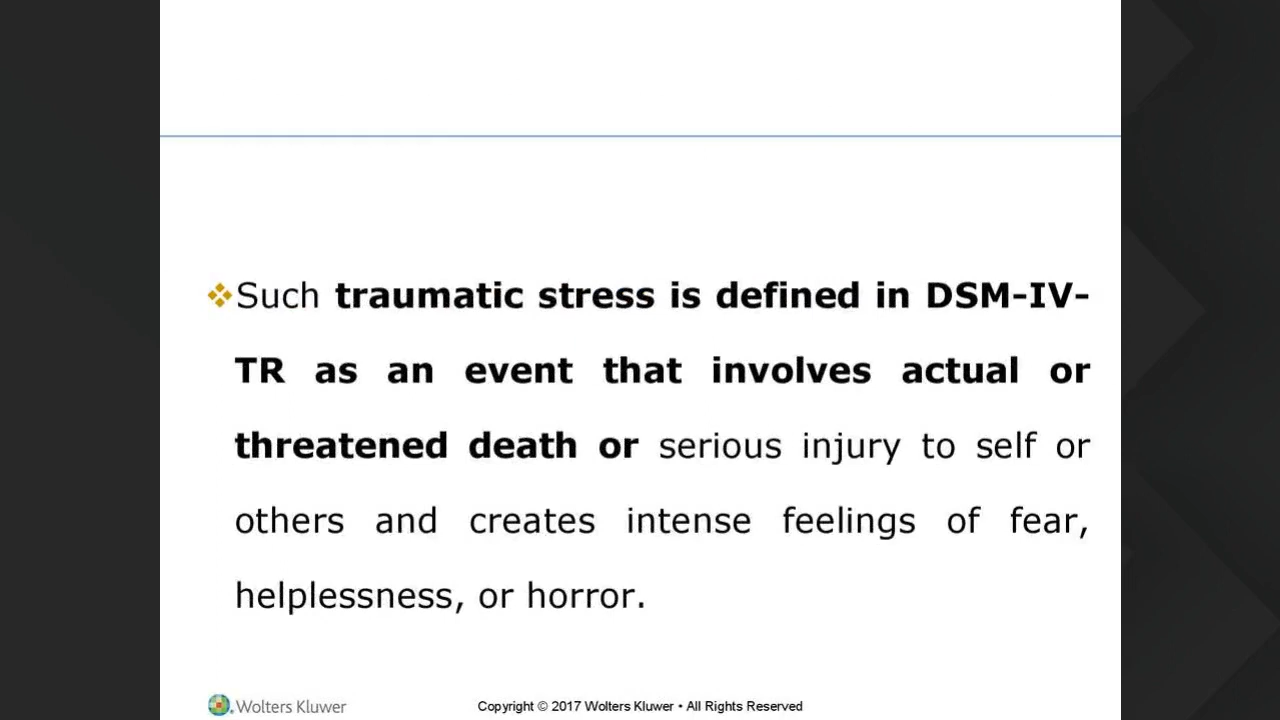 ❖Such traumatic stress is defined in DSM-IV-
TR as an event that involves actual or
threatened death or serious injury to self or
others and creates intense feelings of fear,
helplessness, or horror.
Wolters Kluwer
Copyright © 2017 Wolters Kluwer • All Rights Reserved